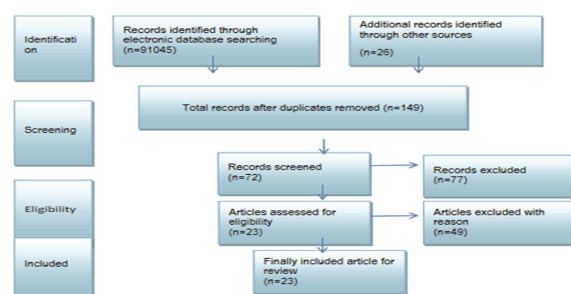 Identificati
on
Records identified through
electronic database searching
(n=91045)
Additional records identified
through other sources
(n=26)
Total records after duplicates removed (n=149)
Screening
Records screened
(n=72)
Records excluded
(n=77)
Eligibility
Articles assessed for
eligibility
(n=23)
Articles excluded with
reason
(n=49)
Included
Finally included article for
review
(n=23)